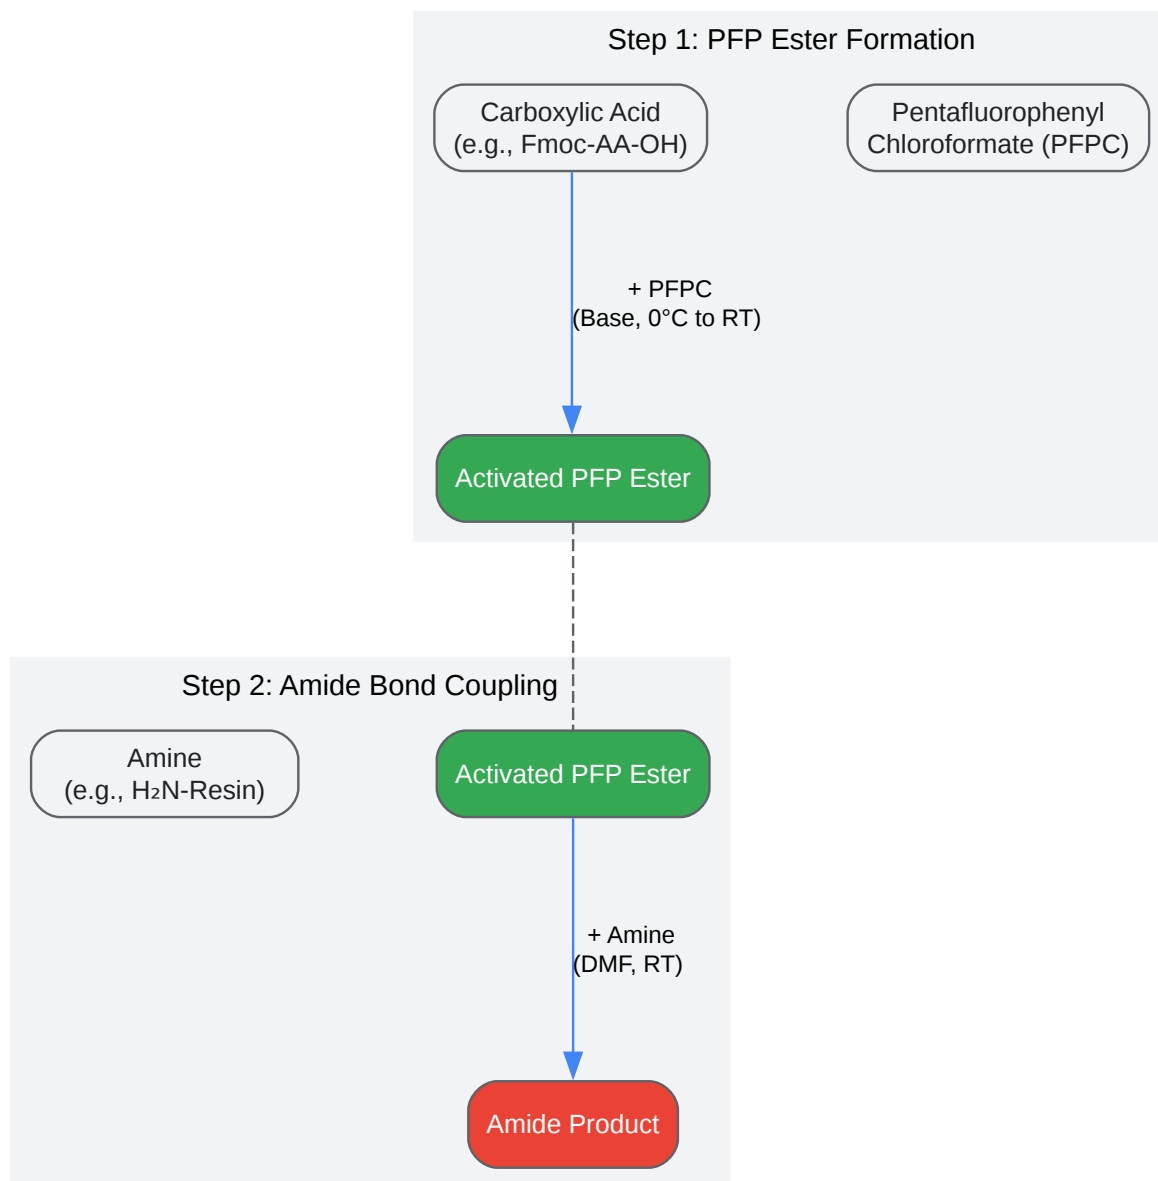 Step 1: PFP Ester Formation
Carboxylic Acid
(e.g., Fmoc-AA-OH)
Pentafluorophenyl
Chloroformate (PFPC)
+ PFPC
(Base, 0°C to RT)
Activated PFP Ester
Step 2: Amide Bond Coupling
Amine
(e.g., H₂N-Resin)
Activated PFP Ester
+ Amine
(DMF, RT)
Amide Product